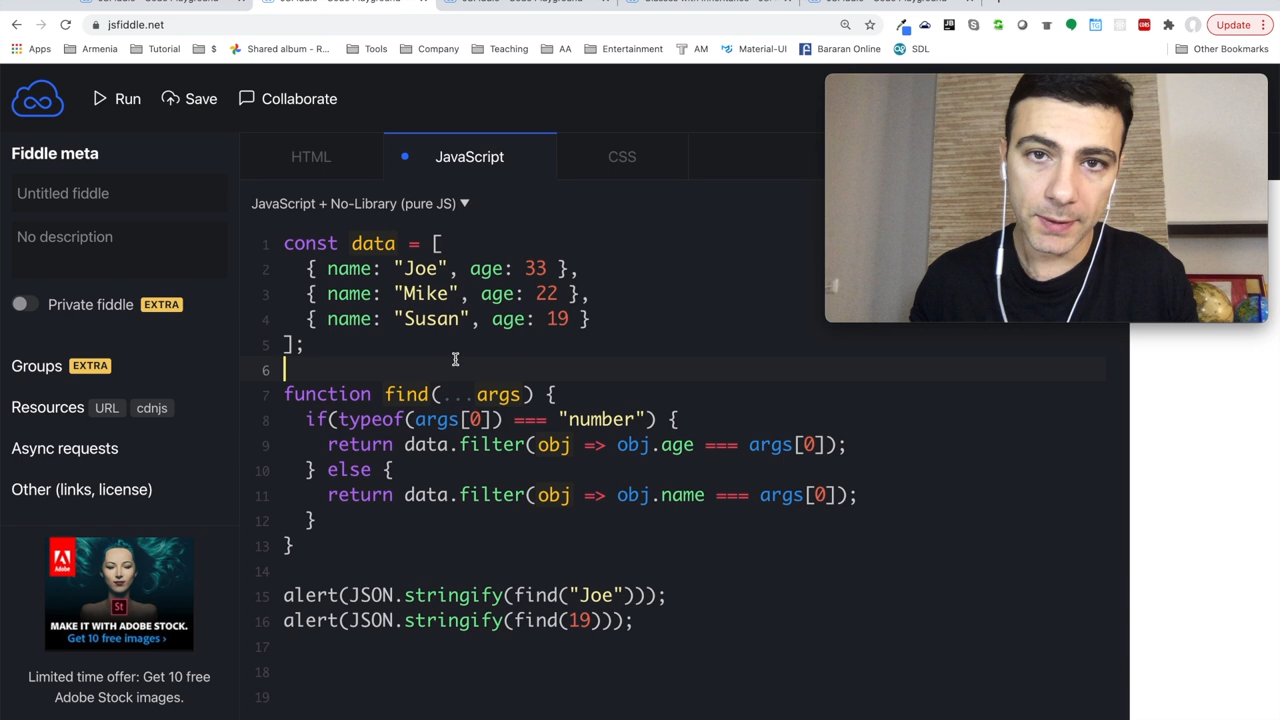 jsfiddle.net
Update
Apps Armenia Tutorial $ Shared album - R... Tools Company Teaching AA Entertainment AM Material-UI Bararan Online SDL Other Bookmarks
Run Save Collaborate
Fiddle meta
Untitled fiddle
No description
Private fiddle EXTRA
Groups EXTRA
Resources URL cdnjs
Async requests
Other (links, license)
MAKE IT WITH ADOBE STOCK.
Get 10 free images ›
Limited time offer: Get 10 free
Adobe Stock images.
HTML JavaScript CSS
JavaScript + No-Library (pure JS) ▼
1 const data = [
2 { name: "Joe", age: 33 },
3 { name: "Mike", age: 22 },
4 { name: "Susan", age: 19 }
5 ];
6
7 function find(...args) {
8 if(typeof(args[0]) === "number") {
9 return data.filter(obj => obj.age === args[0]);
10 } else {
11 return data.filter(obj => obj.name === args[0]);
12 }
13 }
14
15 alert(JSON.stringify(find("Joe")));
16 alert(JSON.stringify(find(19)));
17
18
19